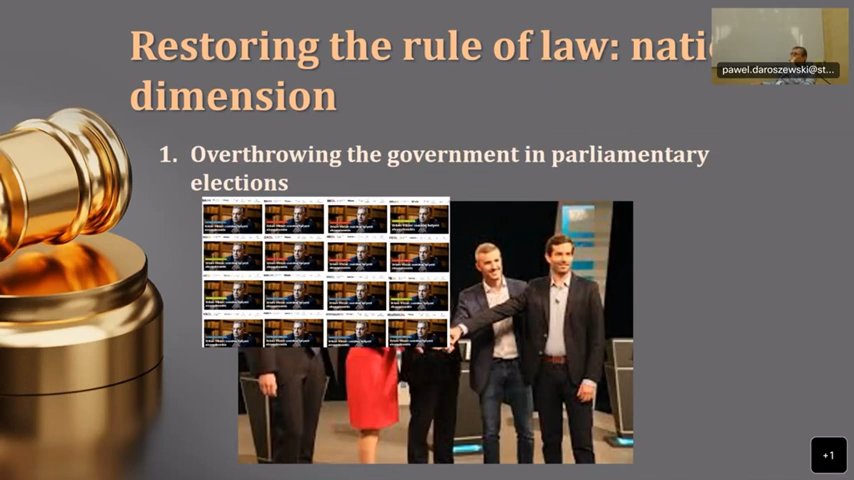 Restoring the rule of law: natio
dimension
pawel.daroszewski@st...
1. Overthrowing the government in parliamentary
elections
+1